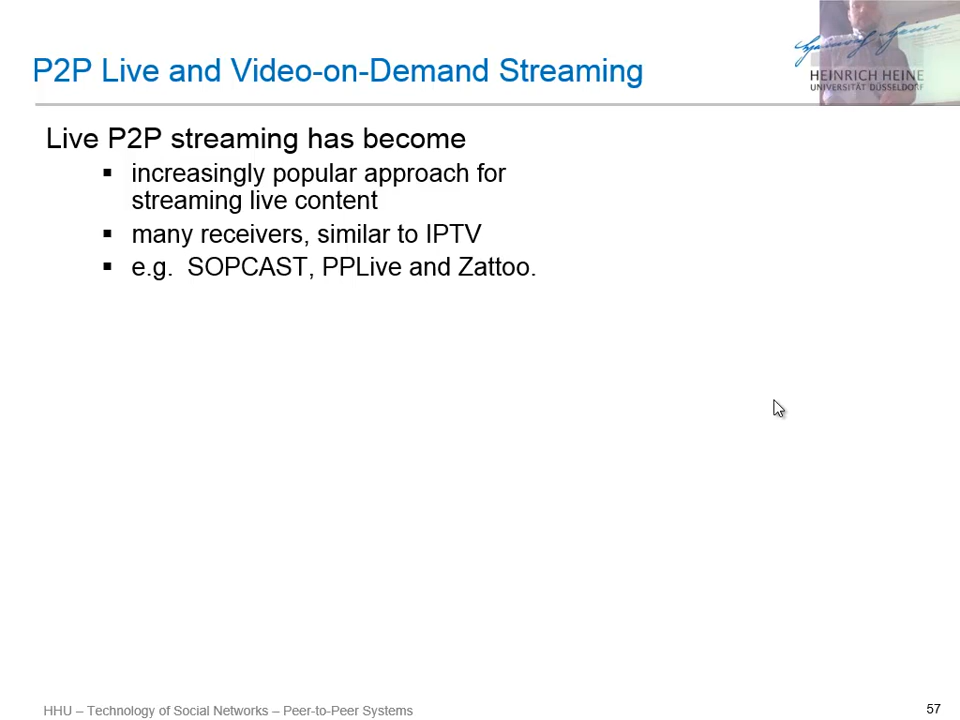 P2P Live and Video-on-Demand Streaming
HEINRICH HEINE
UNIVERSITÄT DÜSSELDORF
Live P2P streaming has become
▪ increasingly popular approach for
streaming live content
▪ many receivers, similar to IPTV
▪ e.g. SOPCAST, PPLive and Zattoo.
HHU – Technology of Social Networks – Peer-to-Peer Systems
57